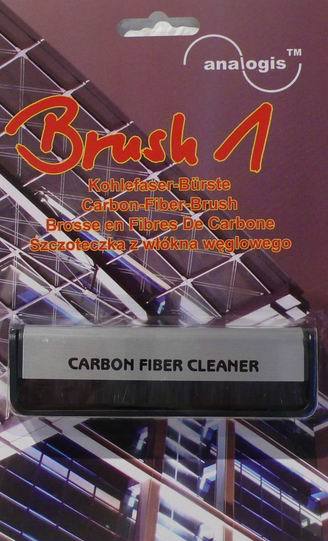 analogis™
Brush 1
Kohlefaser-Bürste
Carbon-Fiber-Brush
Brosse en Fibres De Carbone
Szczoteczka z włókna węglowego
CARBON FIBER CLEANER